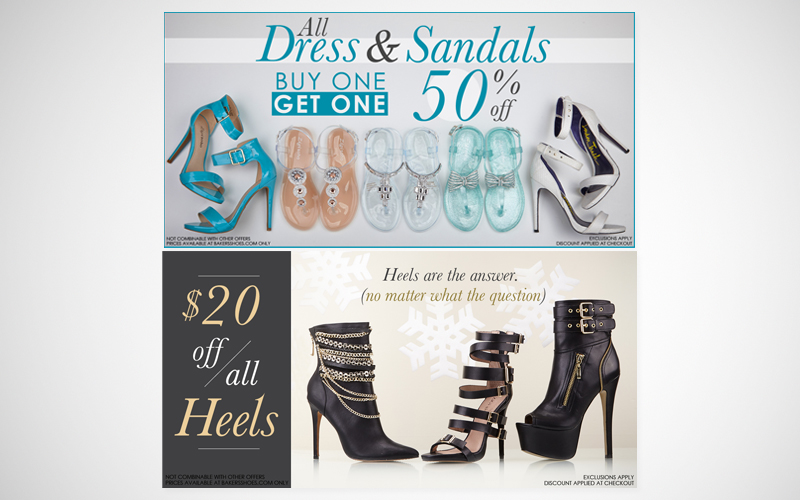 All
Dress & Sandals
BUY ONE
GET ONE
50% off
NOT COMBINABLE WITH OTHER OFFERS
PRICES AVAILABLE AT BAKERSSHOES.COM ONLY
EXCLUSIONS APPLY
DISCOUNT APPLIED AT CHECKOUT
$20
off/all
Heels
Heels are the answer.
(no matter what the question)
NOT COMBINABLE WITH OTHER OFFERS
PRICES AVAILABLE AT BAKERSSHOES.COM ONLY
EXCLUSIONS APPLY
DISCOUNT APPLIED AT CHECKOUT